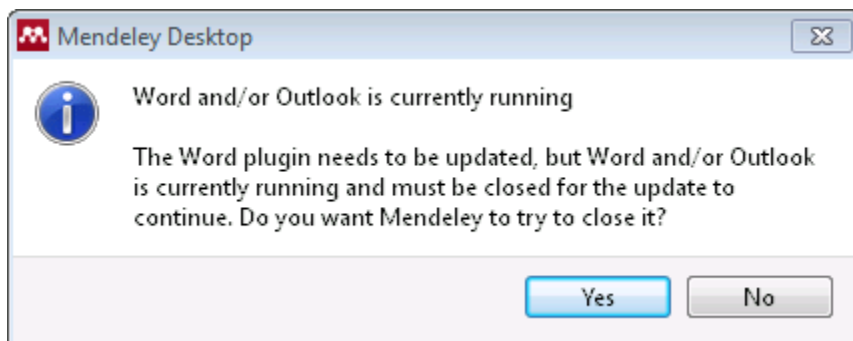 Mendeley Desktop
Word and/or Outlook is currently running
The Word plugin needs to be updated, but Word and/or Outlook
is currently running and must be closed for the update to
continue. Do you want Mendeley to try to close it?
Yes
No